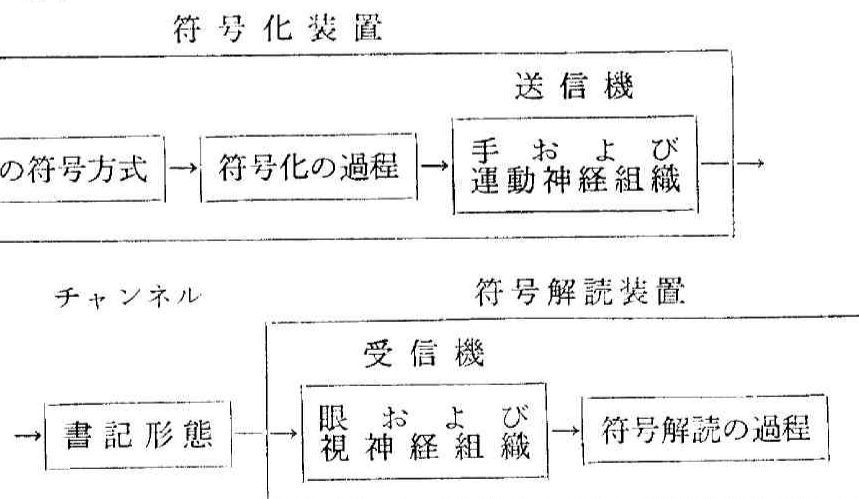 符号化装置
送信機
の符号方式 → 符号化の過程 → 手および
運動神経組織 →
チャンネル
符号解読装置
受信機
→ 書記形態 → 眼および
視神経組織 → 符号解読の過程